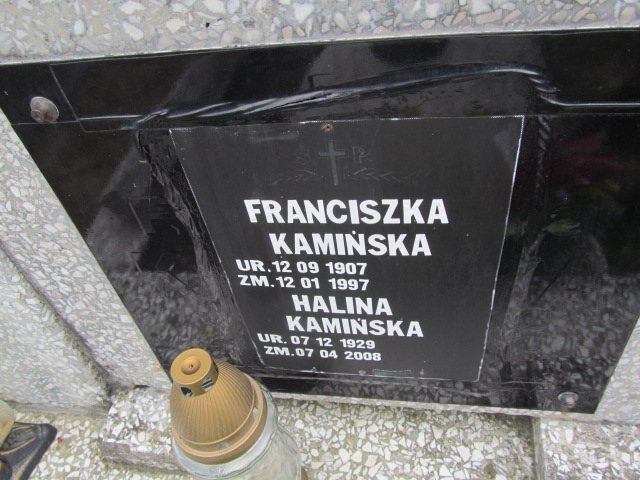 Ś. P.
FRANCISZKA
KAMIŃSKA
UR. 12 09 1907
ZM. 12 01 1997
HALINA
KAMIŃSKA
UR. 07 12 1929
ZM. 07 04 2008